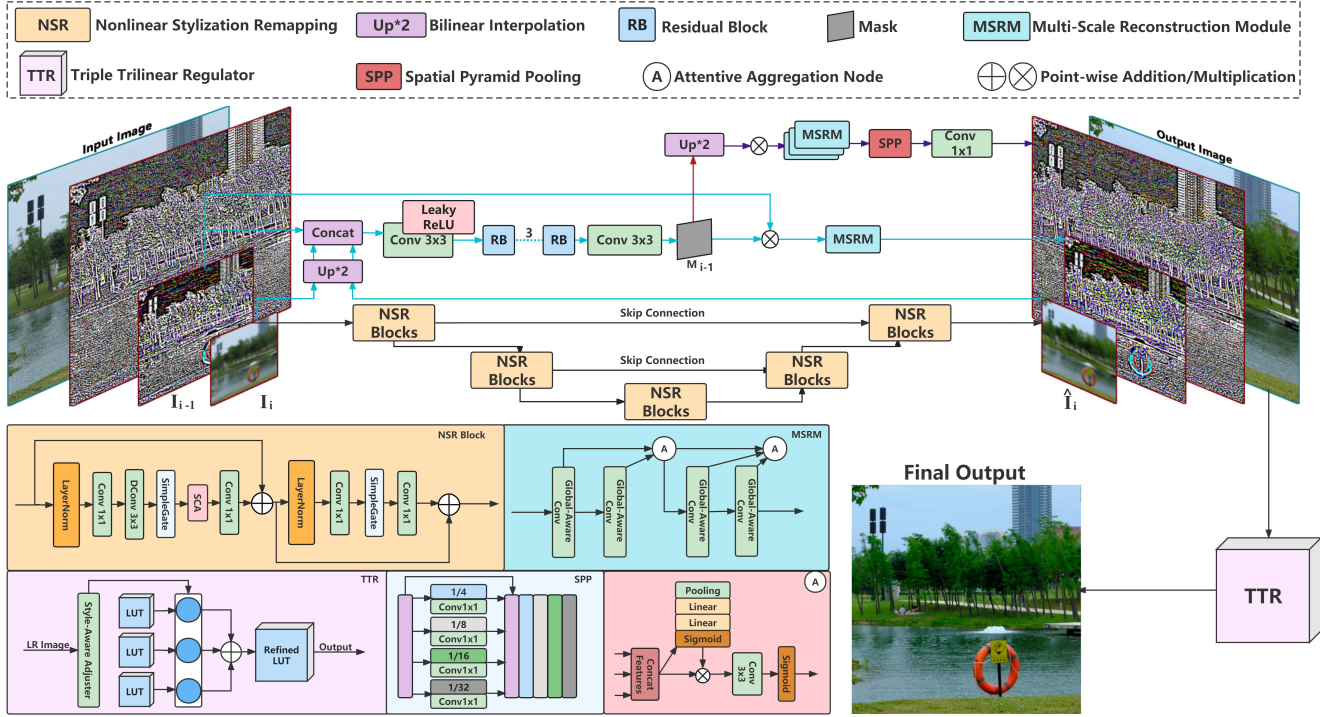 NSR Nonlinear Stylization Remapping Up*2 Bilinear Interpolation RB Residual Block Mask MSRM Multi-Scale Reconstruction Module
TTR Triple Trilinear Regulator SPP Spatial Pyramid Pooling A Attentive Aggregation Node Point-wise Addition/Multiplication
Input Image
Output Image
Up*2
MSRM
SPP
Conv
1x1
Concat
Leaky
ReLU
Conv 3x3
RB
3
RB
Conv 3x3
M i-1
MSRM
Up*2
NSR
Blocks
Skip Connection
NSR
Blocks
NSR
Blocks
Skip Connection
NSR
Blocks
NSR
Blocks
I i-1
I i
Î i
NSR Block
LayerNorm
Conv 1x1
DConv 3x3
SimpleGate
SCA
Conv 1x1
LayerNorm
Conv 1x1
SimpleGate
Conv 1x1
MSRM
A
A
Global-Aware
Conv
Global-Aware
Conv
Global-Aware
Conv
Global-Aware
Conv
Final Output
TTR
TTR
LR Image
Style-Aware Adjuster
LUT
LUT
LUT
Refined
LUT
Output
SPP
1/4
Conv1x1
1/8
Conv1x1
1/16
Conv1x1
1/32
Conv1x1
A
Pooling
Linear
Linear
Sigmoid
Concat
Features
Conv
3x3
Sigmoid